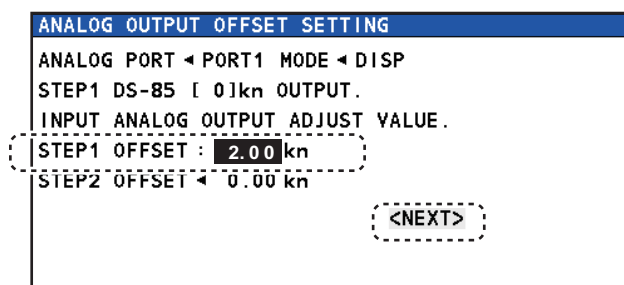 ANALOG OUTPUT OFFSET SETTING
ANALOG PORT ◂ PORT1 MODE ◂ DISP
STEP1 DS-85 [ 0]kn OUTPUT.
INPUT ANALOG OUTPUT ADJUST VALUE.
STEP1 OFFSET : 2.00 kn
STEP2 OFFSET ◂ 0.00 kn
<NEXT>